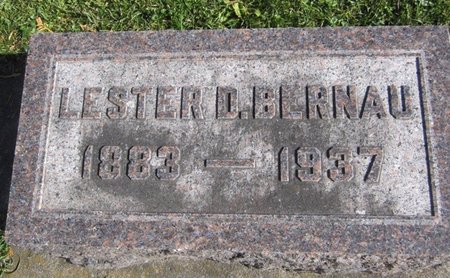 LESTER D. BERNAU
1883 — 1937